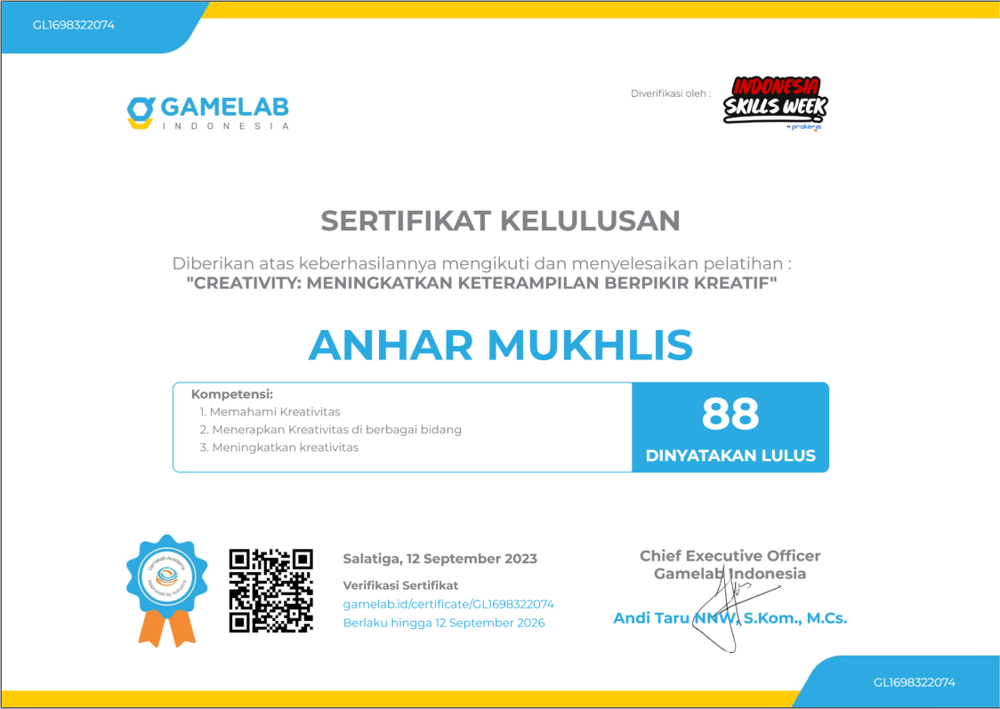 GL1698322074
GAMELAB
INDONESIA
Diverifikasi oleh :
INDONESIA
SKILLS WEEK
by prakerja
SERTIFIKAT KELULUSAN
Diberikan atas keberhasilannya mengikuti dan menyelesaikan pelatihan :
"CREATIVITY: MENINGKATKAN KETERAMPILAN BERPIKIR KREATIF"
ANHAR MUKHLIS
Kompetensi:
1. Memahami Kreativitas
2. Menerapkan Kreativitas di berbagai bidang
3. Meningkatkan kreativitas
88
DINYATAKAN LULUS
Gamelab Academy
Approved by Industry
Salatiga, 12 September 2023
Verifikasi Sertifikat
gamelab.id/certificate/GL1698322074
Berlaku hingga 12 September 2026
Chief Executive Officer
Gamelab Indonesia
Andi Taru NNW, S.Kom., M.Cs.
GL1698322074